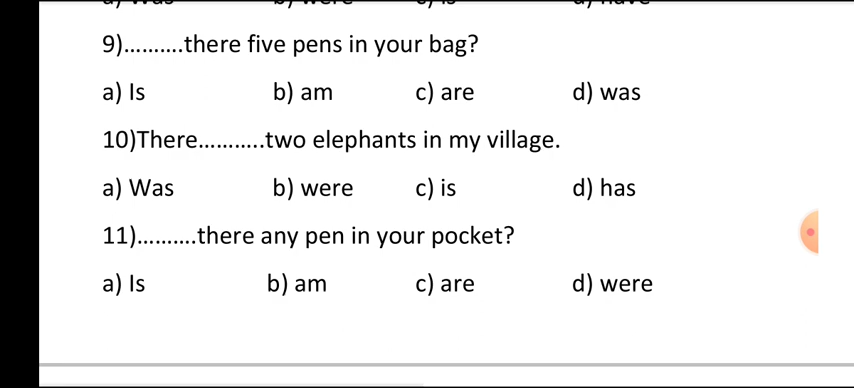 9)..........there five pens in your bag?
a) Is b) am c) are d) was
10)There...........two elephants in my village.
a) Was b) were c) is d) has
11)..........there any pen in your pocket?
a) Is b) am c) are d) were